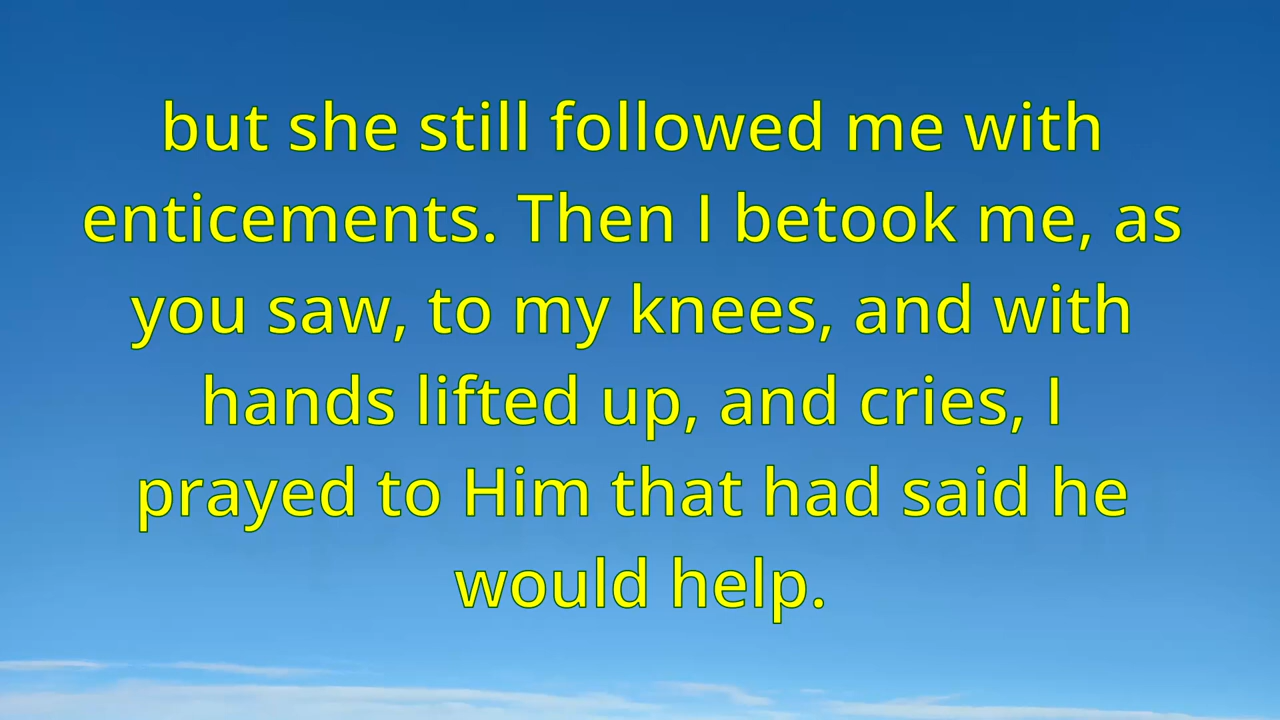 but she still followed me with
enticements. Then I betook me, as
you saw, to my knees, and with
hands lifted up, and cries, I
prayed to Him that had said he
would help.